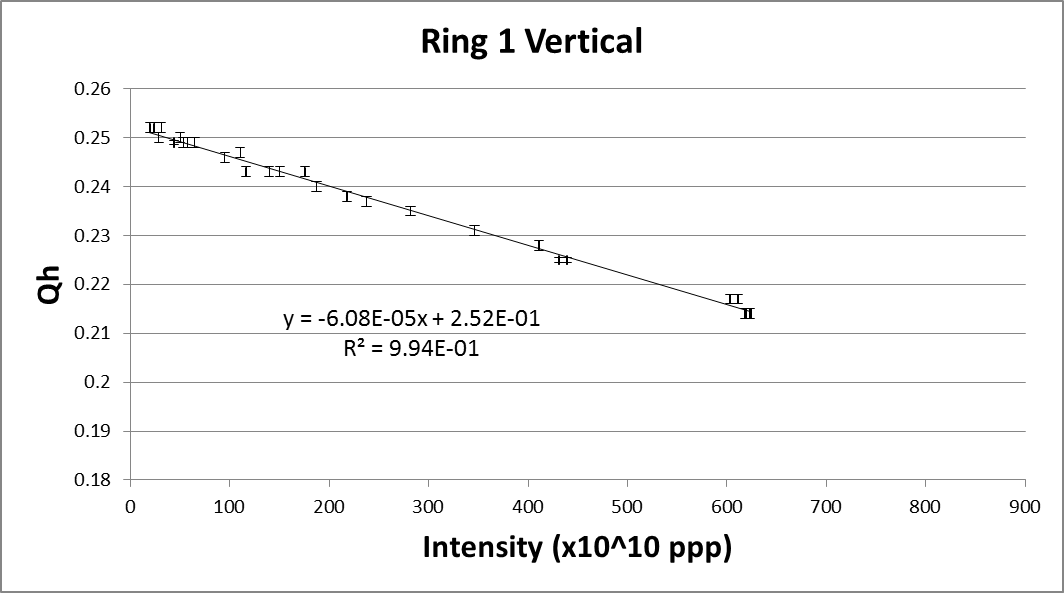 Ring 1 Vertical
0.26
0.25
0.24
0.23
0.22
0.21
0.2
0.19
0.18
Qh
y = -6.08E-05x + 2.52E-01
R² = 9.94E-01
0 100 200 300 400 500 600 700 800 900
Intensity (x10^10 ppp)